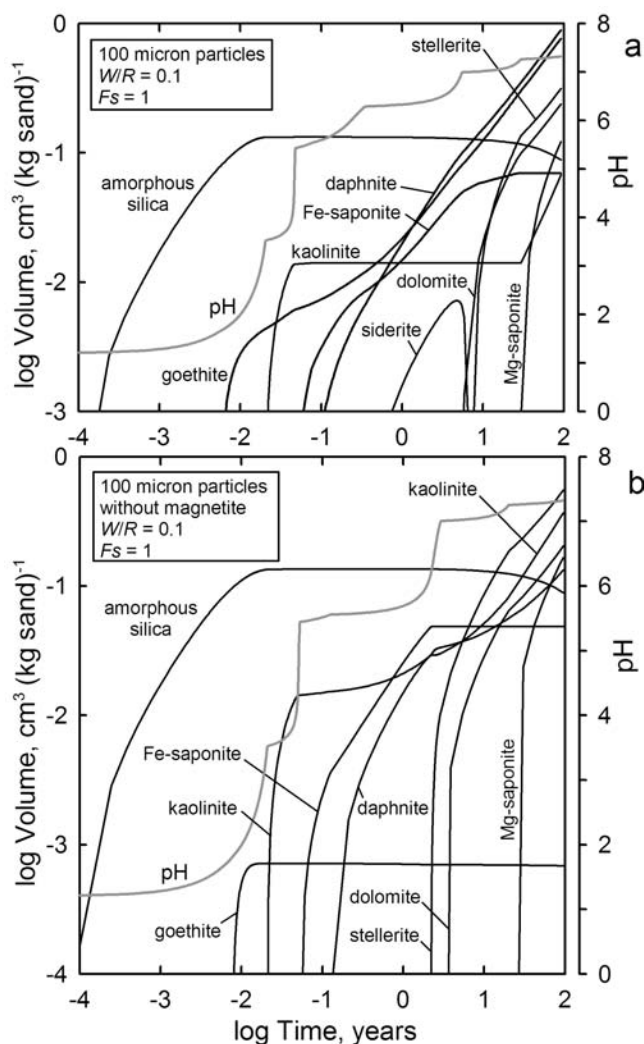 a
100 micron particles
W/R = 0.1
Fs = 1
stellerite
amorphous
silica
daphnite
Fe-saponite
kaolinite
pH
dolomite
siderite
goethite
Mg-saponite
log Volume, cm³ (kg sand)⁻¹
0
-1
-2
-3
pH
8
6
4
2
0
-4 -3 -2 -1 0 1 2
b
100 micron particles
without magnetite
W/R = 0.1
Fs = 1
kaolinite
amorphous
silica
Fe-saponite
kaolinite
daphnite
pH
goethite
dolomite
stellerite
Mg-saponite
log Volume, cm³ (kg sand)⁻¹
0
-1
-2
-3
-4
pH
8
6
4
2
0
-4 -3 -2 -1 0 1 2
log Time, years